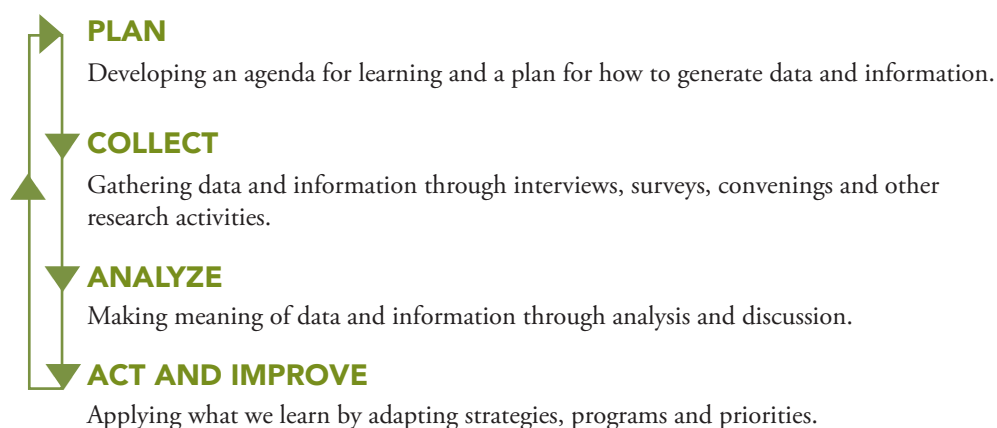 PLAN
Developing an agenda for learning and a plan for how to generate data and information.
COLLECT
Gathering data and information through interviews, surveys, convenings and other
research activities.
ANALYZE
Making meaning of data and information through analysis and discussion.
ACT AND IMPROVE
Applying what we learn by adapting strategies, programs and priorities.